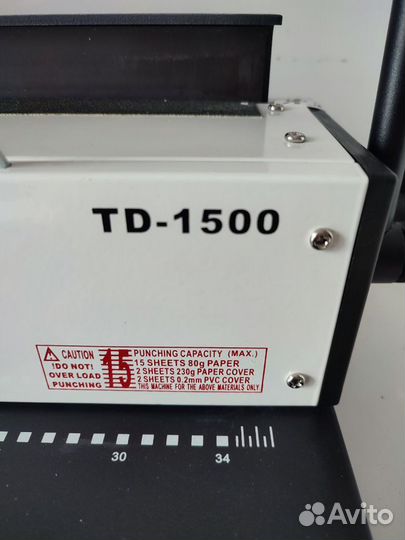 TD-1500
⚠ CAUTION
!DO NOT!
OVER LOAD
PUNCHING
15
PUNCHING CAPACITY (MAX.)
15 SHEETS 80g PAPER
2 SHEETS 230g PAPER COVER
2 SHEETS 0.2mm PVC COVER
THIS MACHINE FOR THE ABOVE MATERIALS ONLY
30 34
Avito